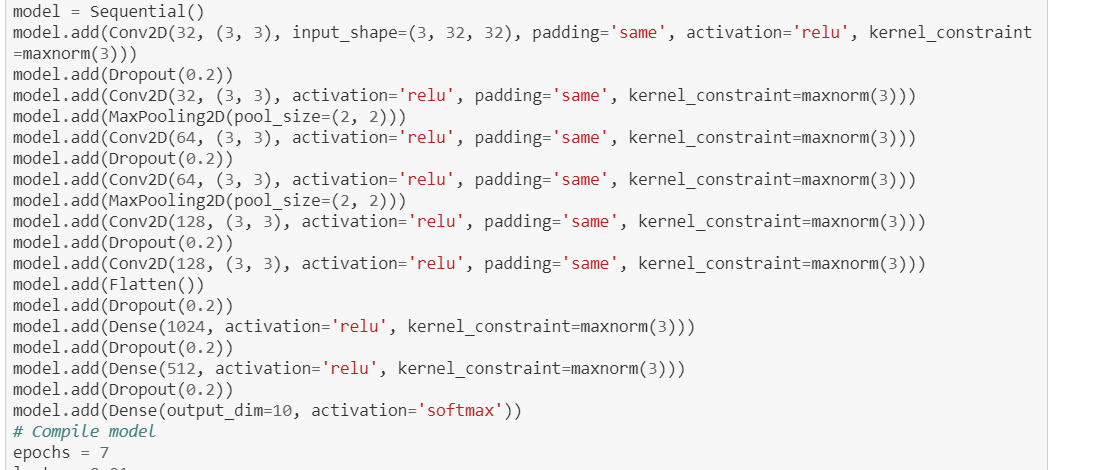 model = Sequential()
model.add(Conv2D(32, (3, 3), input_shape=(3, 32, 32), padding='same', activation='relu', kernel_constraint
=maxnorm(3)))
model.add(Dropout(0.2))
model.add(Conv2D(32, (3, 3), activation='relu', padding='same', kernel_constraint=maxnorm(3)))
model.add(MaxPooling2D(pool_size=(2, 2)))
model.add(Conv2D(64, (3, 3), activation='relu', padding='same', kernel_constraint=maxnorm(3)))
model.add(Dropout(0.2))
model.add(Conv2D(64, (3, 3), activation='relu', padding='same', kernel_constraint=maxnorm(3)))
model.add(MaxPooling2D(pool_size=(2, 2)))
model.add(Conv2D(128, (3, 3), activation='relu', padding='same', kernel_constraint=maxnorm(3)))
model.add(Dropout(0.2))
model.add(Conv2D(128, (3, 3), activation='relu', padding='same', kernel_constraint=maxnorm(3)))
model.add(Flatten())
model.add(Dropout(0.2))
model.add(Dense(1024, activation='relu', kernel_constraint=maxnorm(3)))
model.add(Dropout(0.2))
model.add(Dense(512, activation='relu', kernel_constraint=maxnorm(3)))
model.add(Dropout(0.2))
model.add(Dense(output_dim=10, activation='softmax'))
# Compile model
epochs = 7